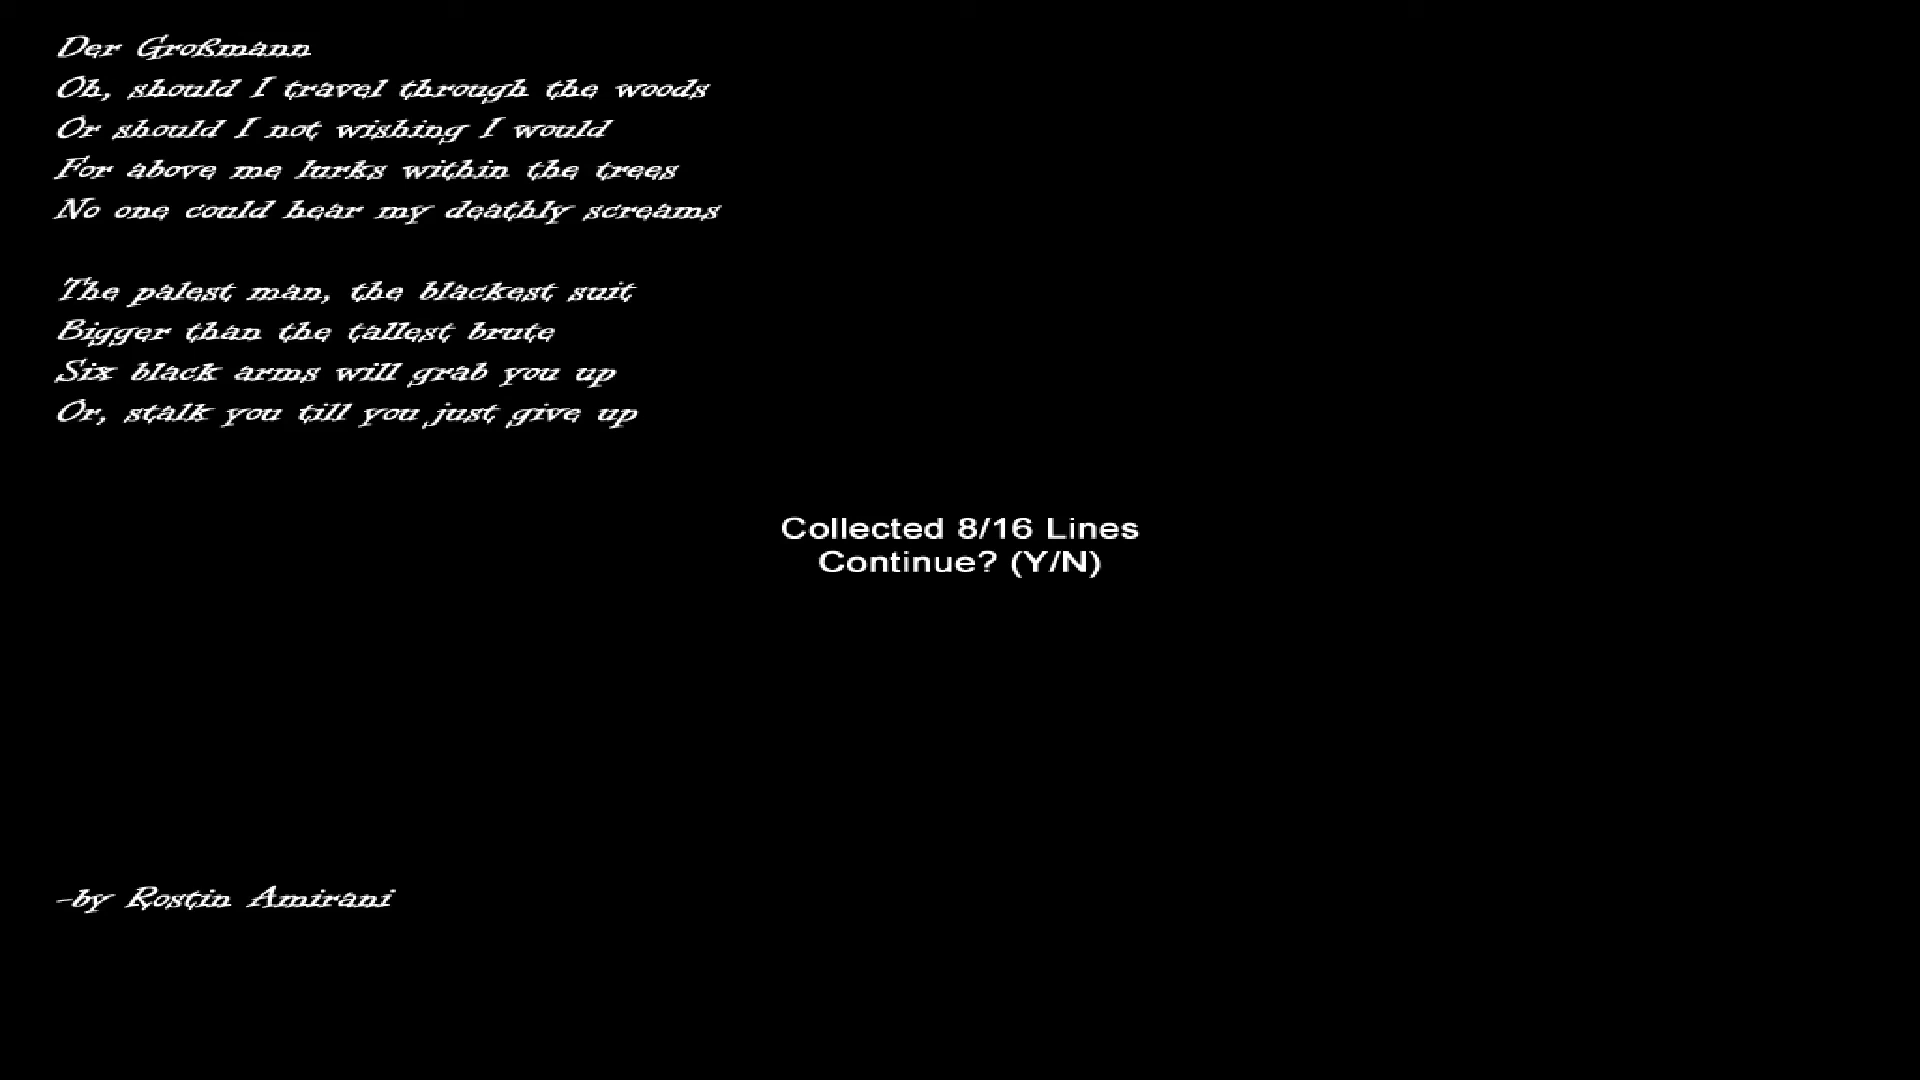 Der Großmann
Oh, should I travel through the woods
Or should I not wishing I would
For above me lurks within the trees
No one could hear my deathly screams
The palest man, the blackest suit
Bigger than the tallest brute
Six black arms will grab you up
Or, stalk you till you just give up
Collected 8/16 Lines
Continue? (Y/N)
-by Rostin Amirani